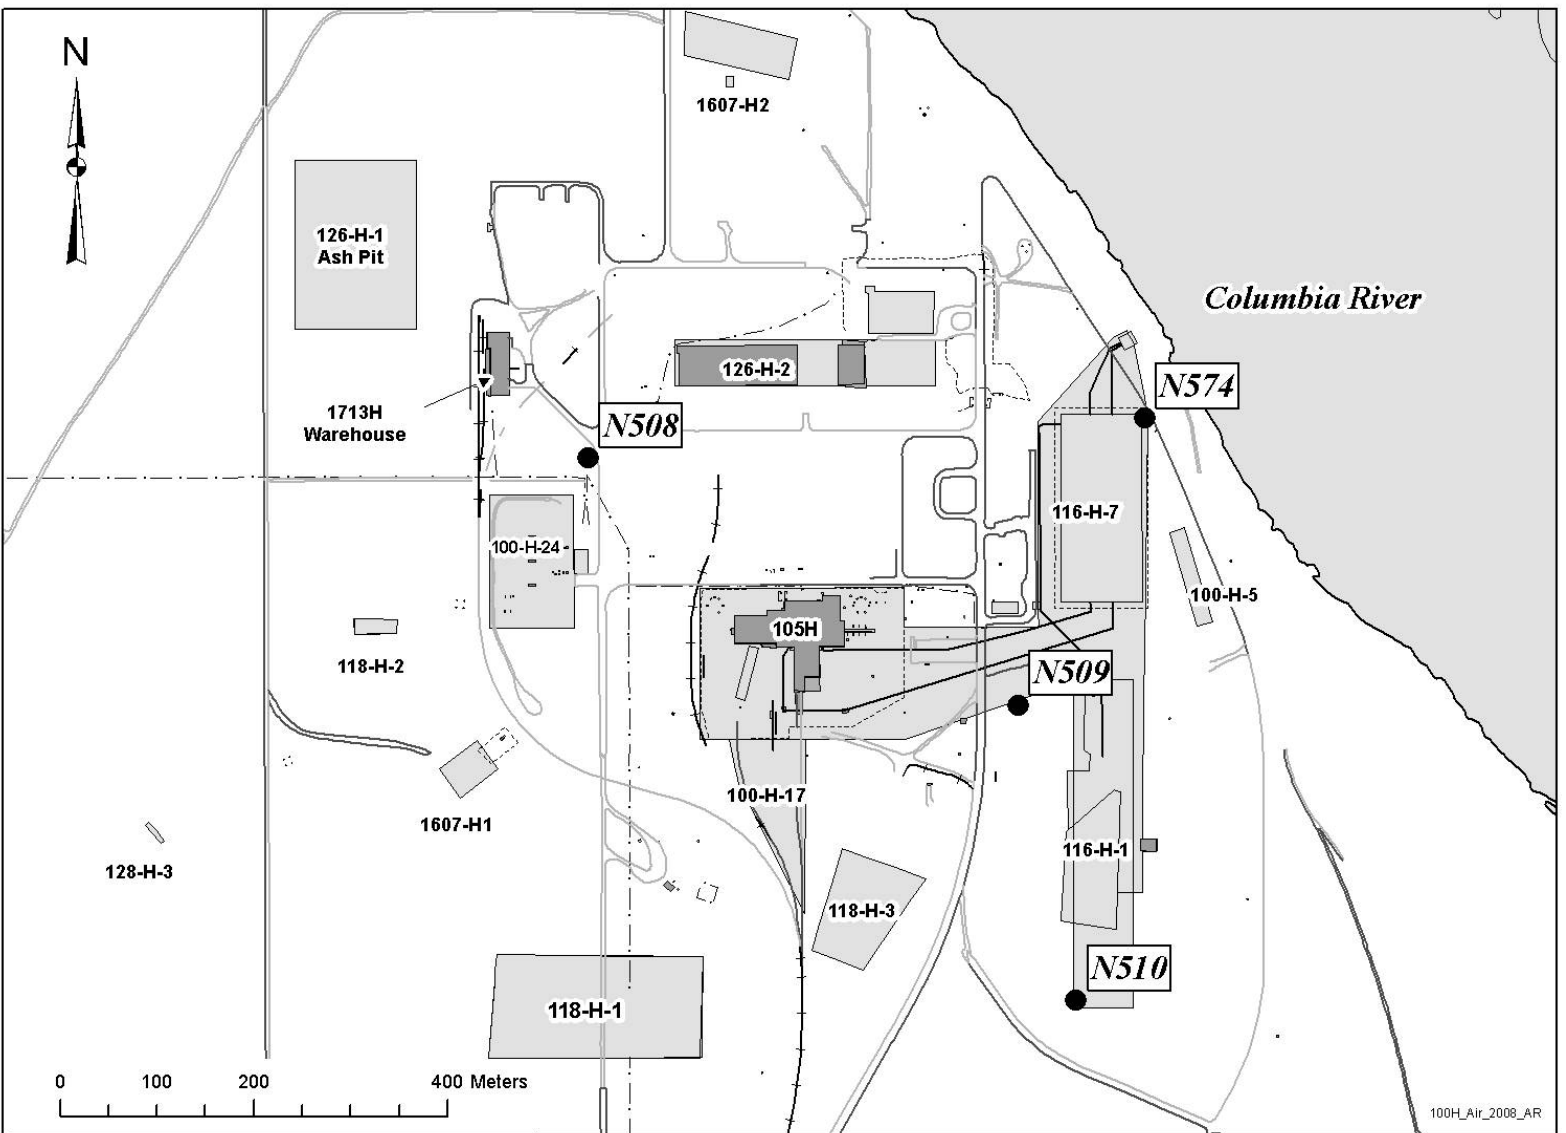 N
1607-H2
126-H-1
Ash Pit
Columbia River
126-H-2
N574
1713H
Warehouse
N508
116-H-7
100-H-24
100-H-5
105H
118-H-2
N509
100-H-17
1607-H1
116-H-1
128-H-3
118-H-3
N510
118-H-1
0 100 200 400 Meters
100H_Air_2008_AR